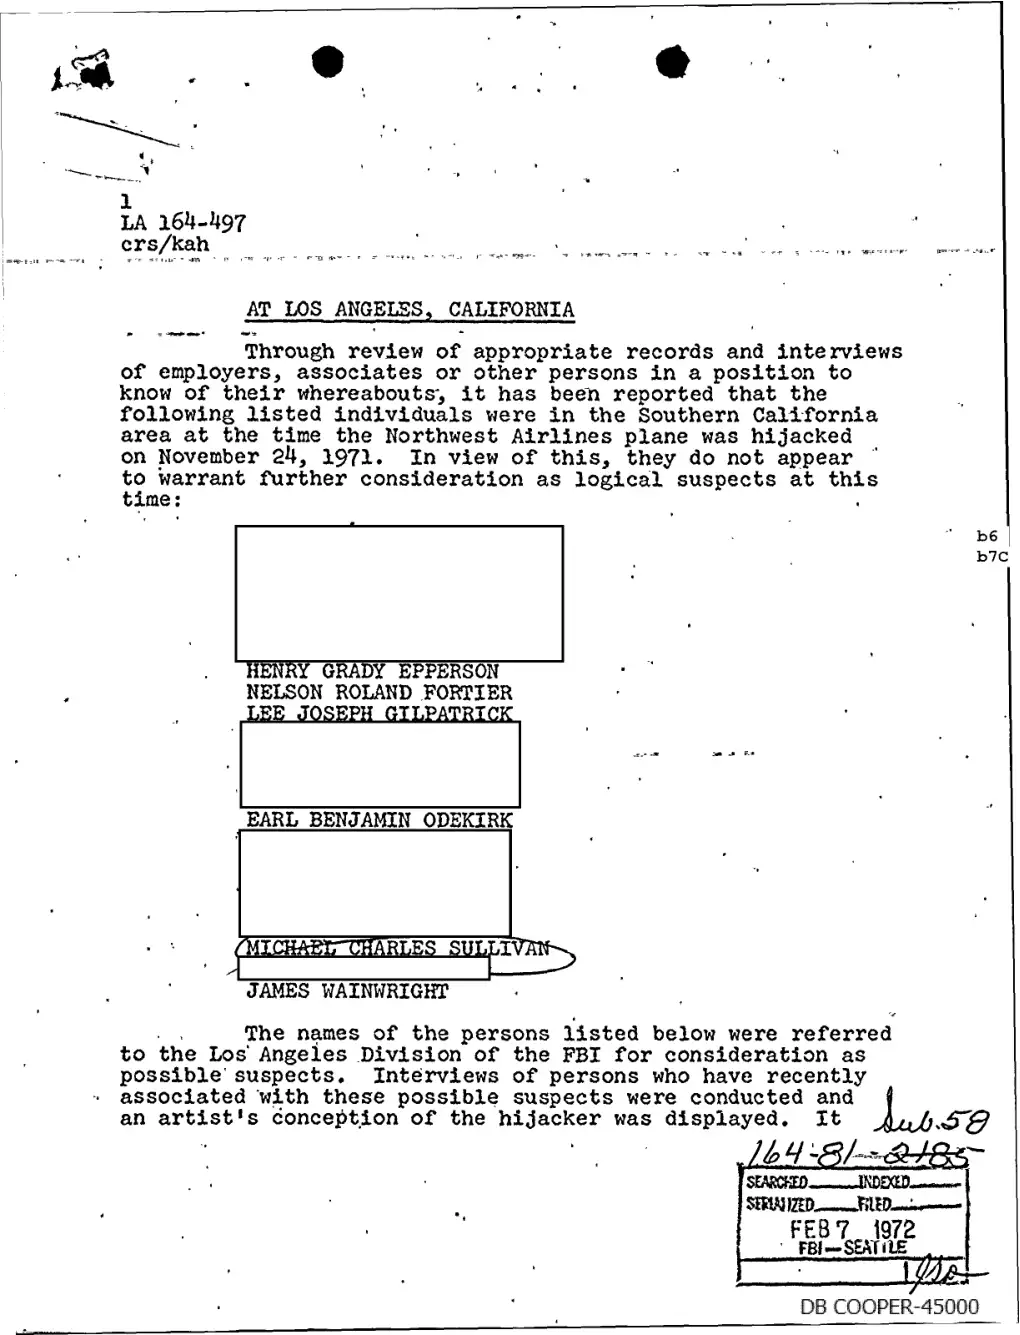 1
LA 164-497
crs/kah
AT LOS ANGELES, CALIFORNIA
Through review of appropriate records and interviews
of employers, associates or other persons in a position to
know of their whereabouts, it has been reported that the
following listed individuals were in the Southern California
area at the time the Northwest Airlines plane was hijacked
on November 24, 1971. In view of this, they do not appear
to warrant further consideration as logical suspects at this
time:
b6
b7C
HENRY GRADY EPPERSON
NELSON ROLAND FORTIER
LEE JOSEPH GILPATRICK
EARL BENJAMIN ODEKIRK
MICHAEL CHARLES SULLIVAN
JAMES WAINWRIGHT
The names of the persons listed below were referred
to the Los Angeles Division of the FBI for consideration as
possible suspects. Interviews of persons who have recently
associated with these possible suspects were conducted and
an artist's conception of the hijacker was displayed. It
Sub.58
164-81-2185
SEARCHED INDEXED
SERIALIZED FILED
FEB 7 1972
FBI-SEATTLE
DB COOPER-45000